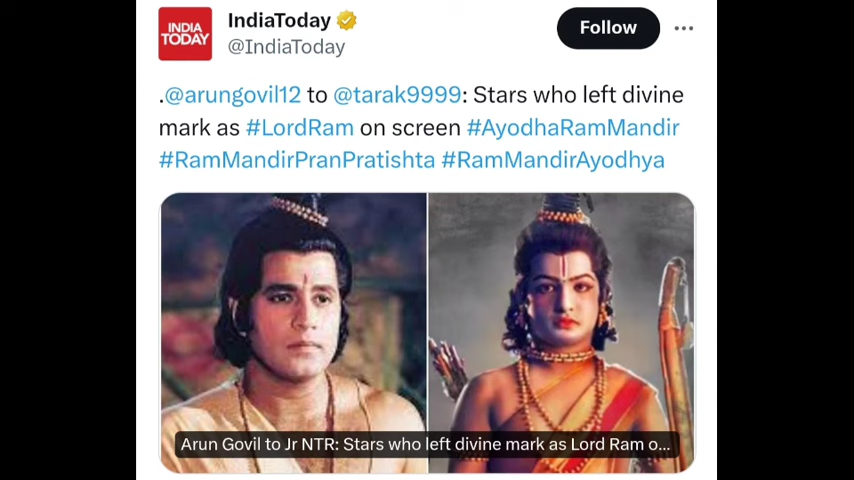 INDIA
TODAY
IndiaToday
@IndiaToday
Follow
.@arungovil12 to @tarak9999: Stars who left divine
mark as #LordRam on screen #AyodhaRamMandir
#RamMandirPranPratishta #RamMandirAyodhya
Arun Govil to Jr NTR: Stars who left divine mark as Lord Ram o...